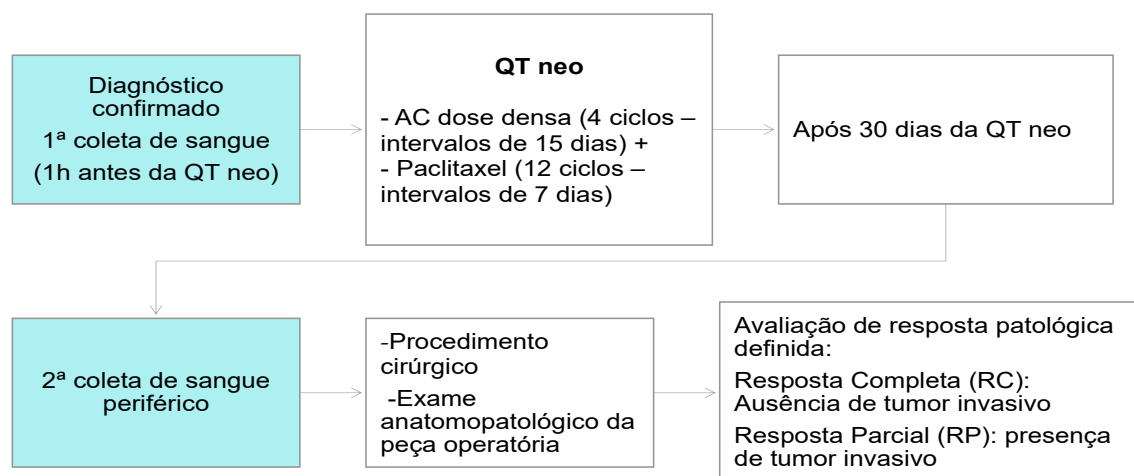 Diagnóstico
confirmado
1ª coleta de sangue
(1h antes da QT neo)
QT neo
- AC dose densa (4 ciclos –
intervalos de 15 dias) +
- Paclitaxel (12 ciclos –
intervalos de 7 dias)
Após 30 dias da QT neo
2ª coleta de sangue
periférico
-Procedimento
cirúrgico
-Exame
anatomopatológico da
peça operatória
Avaliação de resposta patológica
definida:
Resposta Completa (RC):
Ausência de tumor invasivo
Resposta Parcial (RP): presença
de tumor invasivo